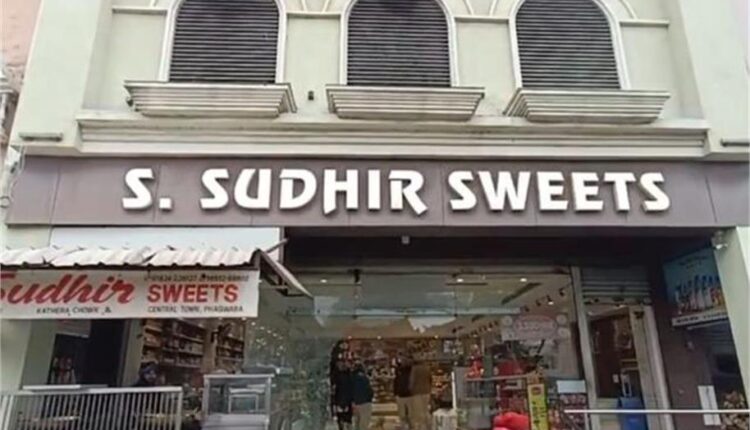 S. SUDHIR SWEETS
Sudhir SWEETS
KATHERA CHOWK
CENTRAL TOWN, PHAGWARA